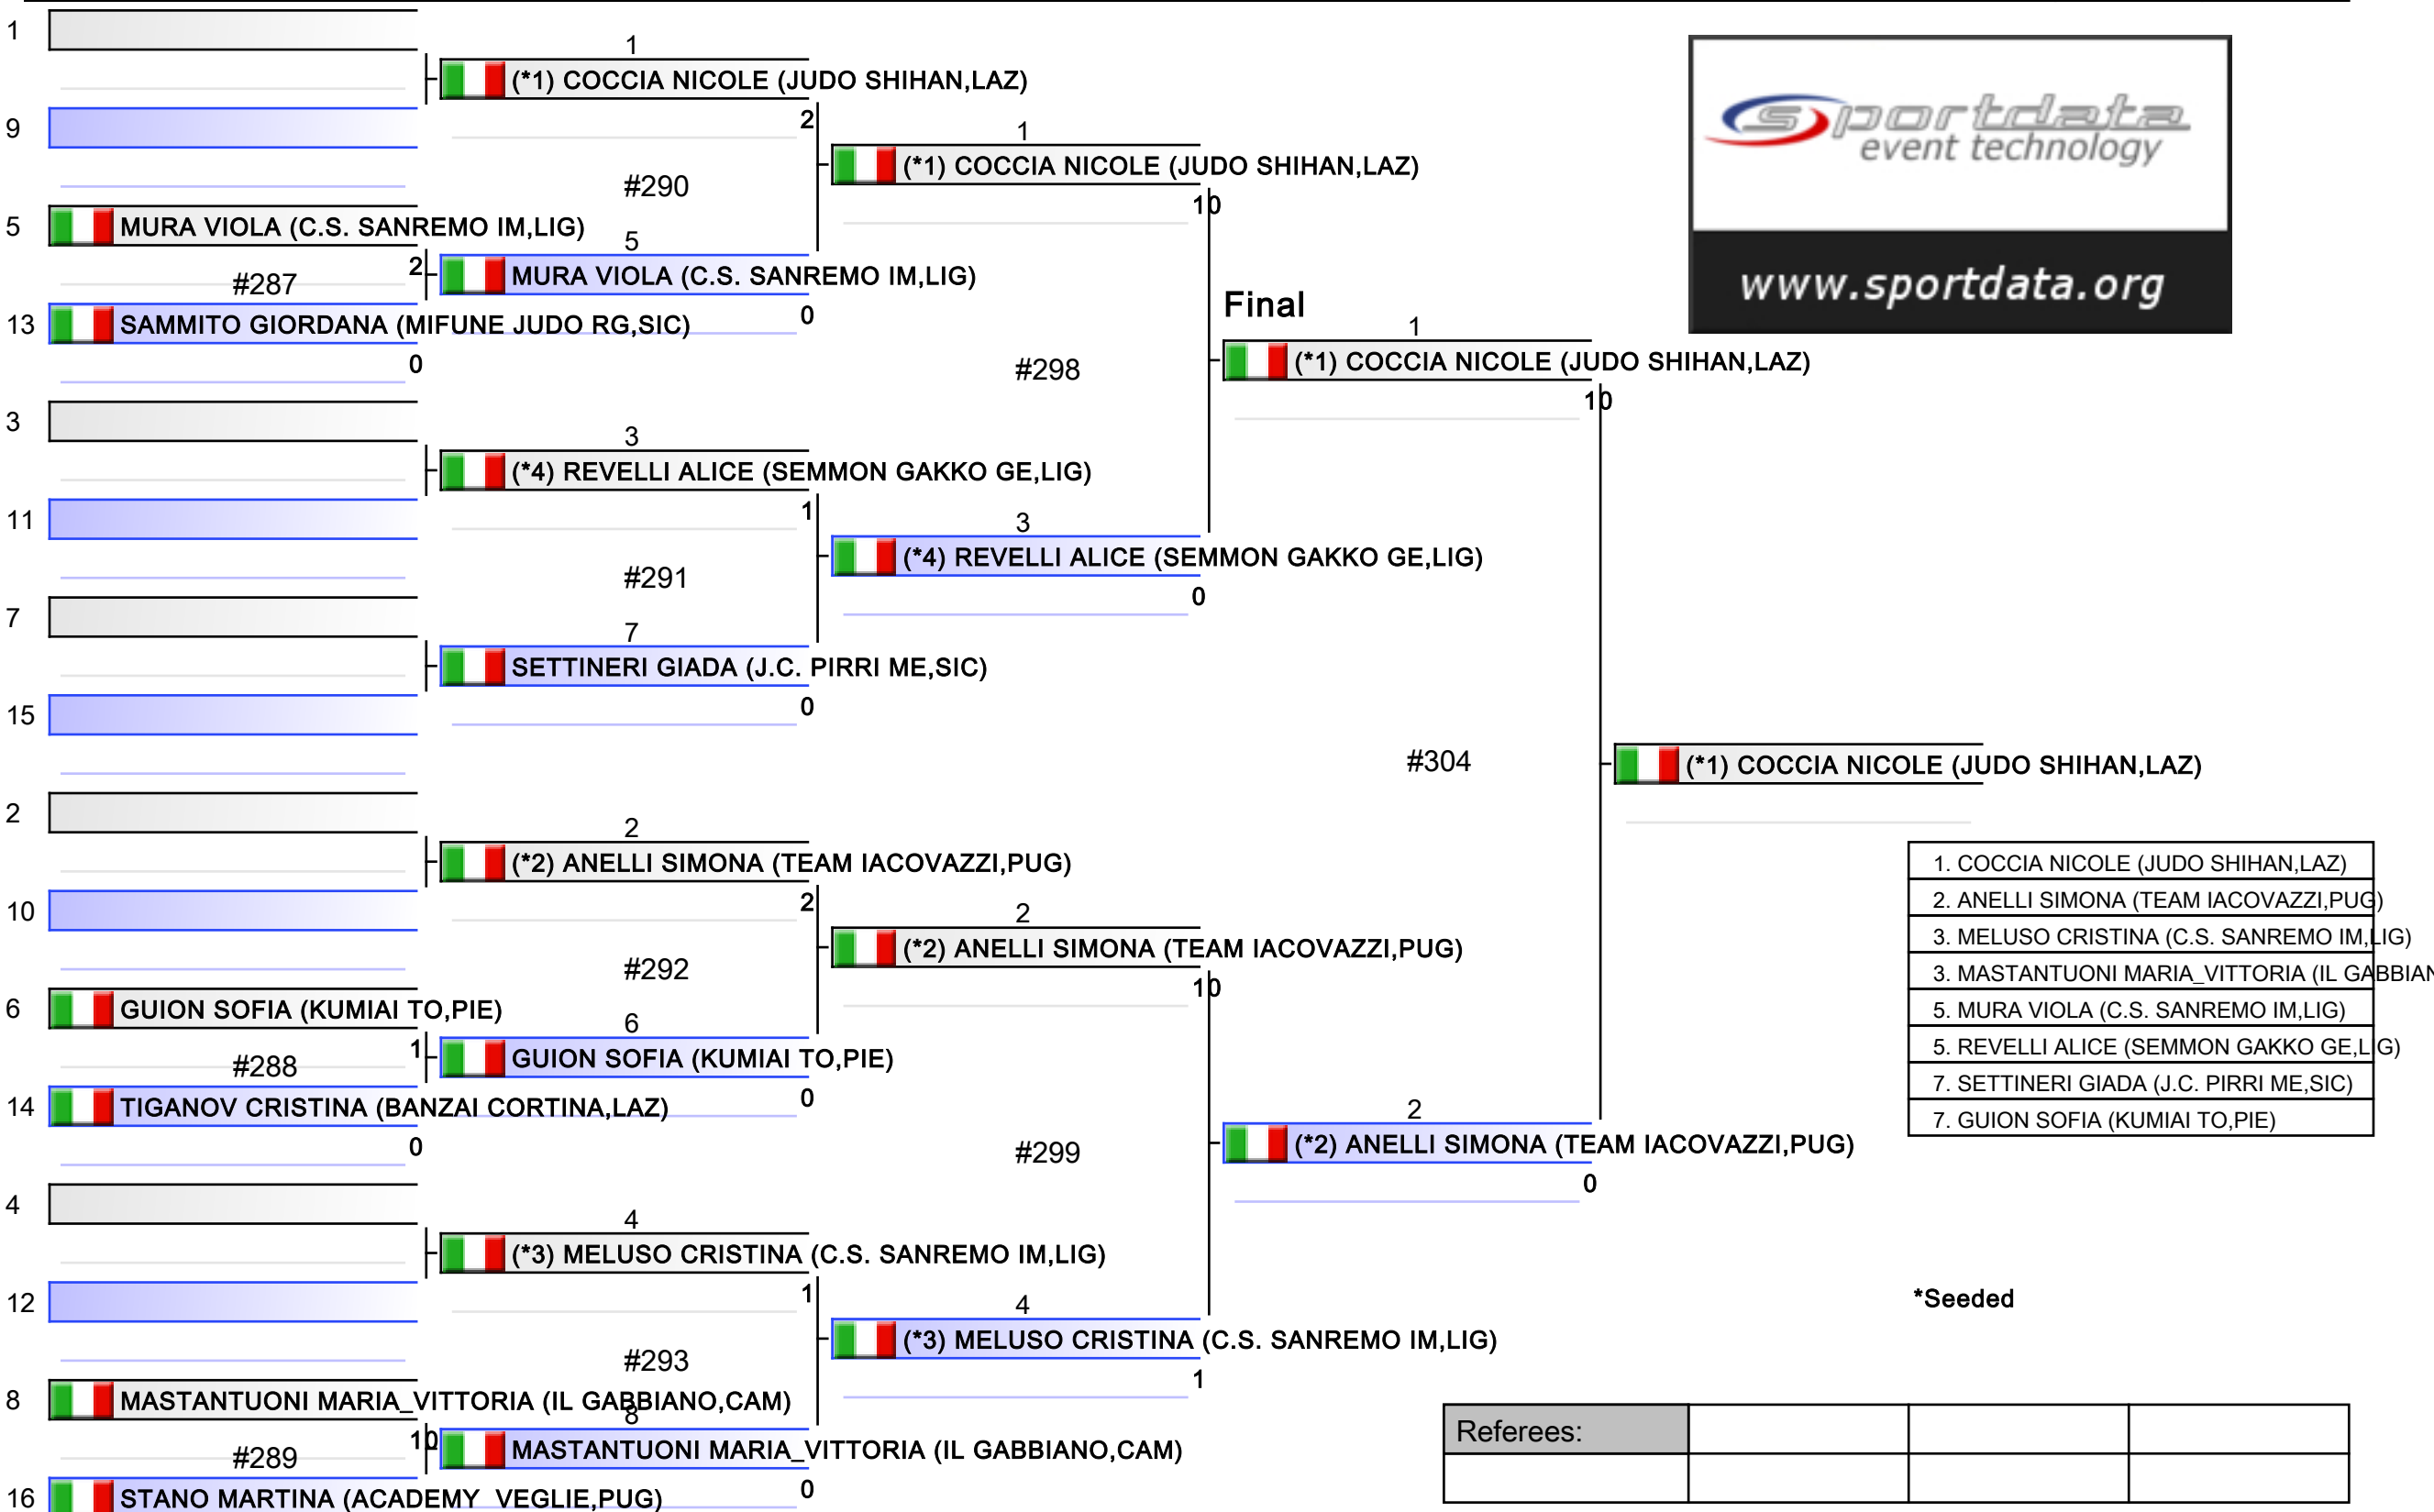 1
1
(*1) COCCIA NICOLE (JUDO SHIHAN,LAZ)
2
9
#290
5
MURA VIOLA (C.S. SANREMO IM,LIG)
2
#287
5
MURA VIOLA (C.S. SANREMO IM,LIG)
0
13
SAMMITO GIORDANA (MIFUNE JUDO RG,SIC)
0
1
(*1) COCCIA NICOLE (JUDO SHIHAN,LAZ)
10
#298
3
3
(*4) REVELLI ALICE (SEMMON GAKKO GE,LIG)
1
11
#291
3
(*4) REVELLI ALICE (SEMMON GAKKO GE,LIG)
0
7
7
SETTINERI GIADA (J.C. PIRRI ME,SIC)
0
15
Final
1
(*1) COCCIA NICOLE (JUDO SHIHAN,LAZ)
10
#304
(*1) COCCIA NICOLE (JUDO SHIHAN,LAZ)
2
2
(*2) ANELLI SIMONA (TEAM IACOVAZZI,PUG)
2
10
#292
2
(*2) ANELLI SIMONA (TEAM IACOVAZZI,PUG)
10
6
GUION SOFIA (KUMIAI TO,PIE)
1
#288
6
GUION SOFIA (KUMIAI TO,PIE)
0
14
TIGANOV CRISTINA (BANZAI CORTINA,LAZ)
0
#299
2
(*2) ANELLI SIMONA (TEAM IACOVAZZI,PUG)
0
4
4
(*3) MELUSO CRISTINA (C.S. SANREMO IM,LIG)
1
12
#293
4
(*3) MELUSO CRISTINA (C.S. SANREMO IM,LIG)
1
8
MASTANTUONI MARIA_VITTORIA (IL GABBIANO,CAM)
10
#289
8
MASTANTUONI MARIA_VITTORIA (IL GABBIANO,CAM)
0
16
STANO MARTINA (ACADEMY VEGLIE,PUG)
sportdata
event technology
www.sportdata.org
1. COCCIA NICOLE (JUDO SHIHAN,LAZ)
2. ANELLI SIMONA (TEAM IACOVAZZI,PUG)
3. MELUSO CRISTINA (C.S. SANREMO IM,LIG)
3. MASTANTUONI MARIA_VITTORIA (IL GABBIAN
5. MURA VIOLA (C.S. SANREMO IM,LIG)
5. REVELLI ALICE (SEMMON GAKKO GE,LIG)
7. SETTINERI GIADA (J.C. PIRRI ME,SIC)
7. GUION SOFIA (KUMIAI TO,PIE)
*Seeded
Referees: